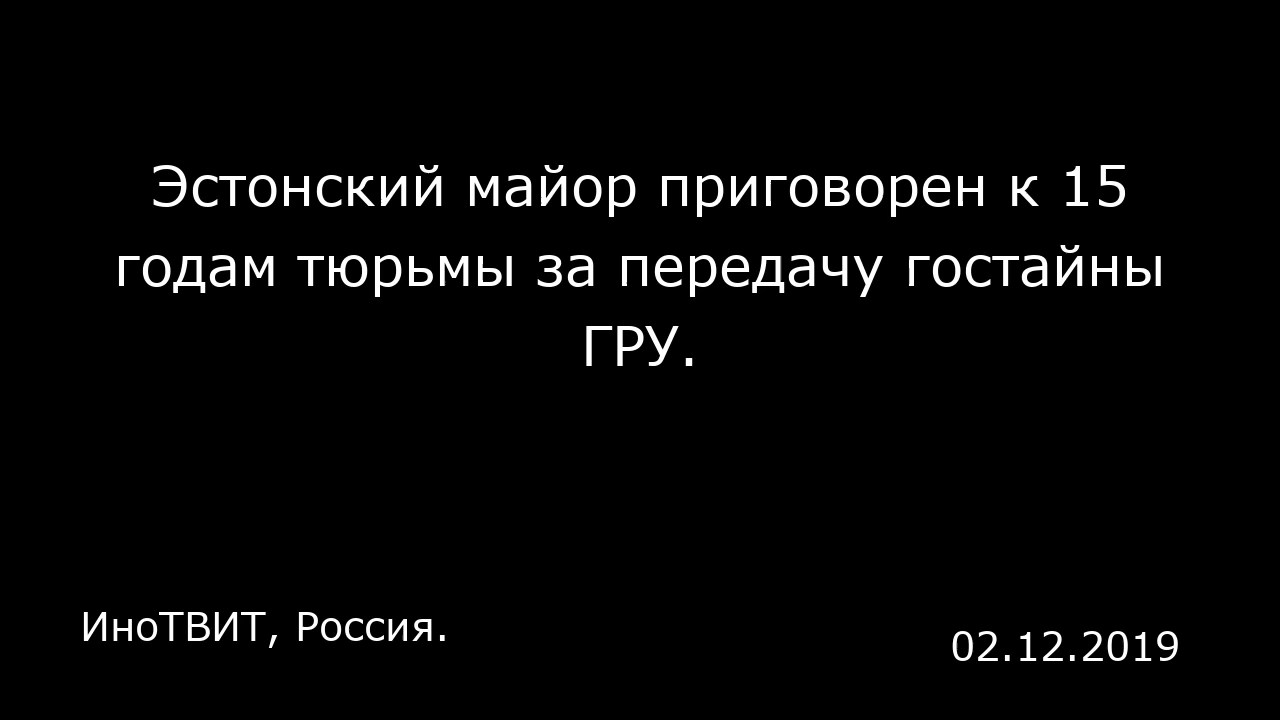 Эстонский майор приговорен к 15
годам тюрьмы за передачу гостайны
ГРУ.
ИноТВИТ, Россия.
02.12.2019